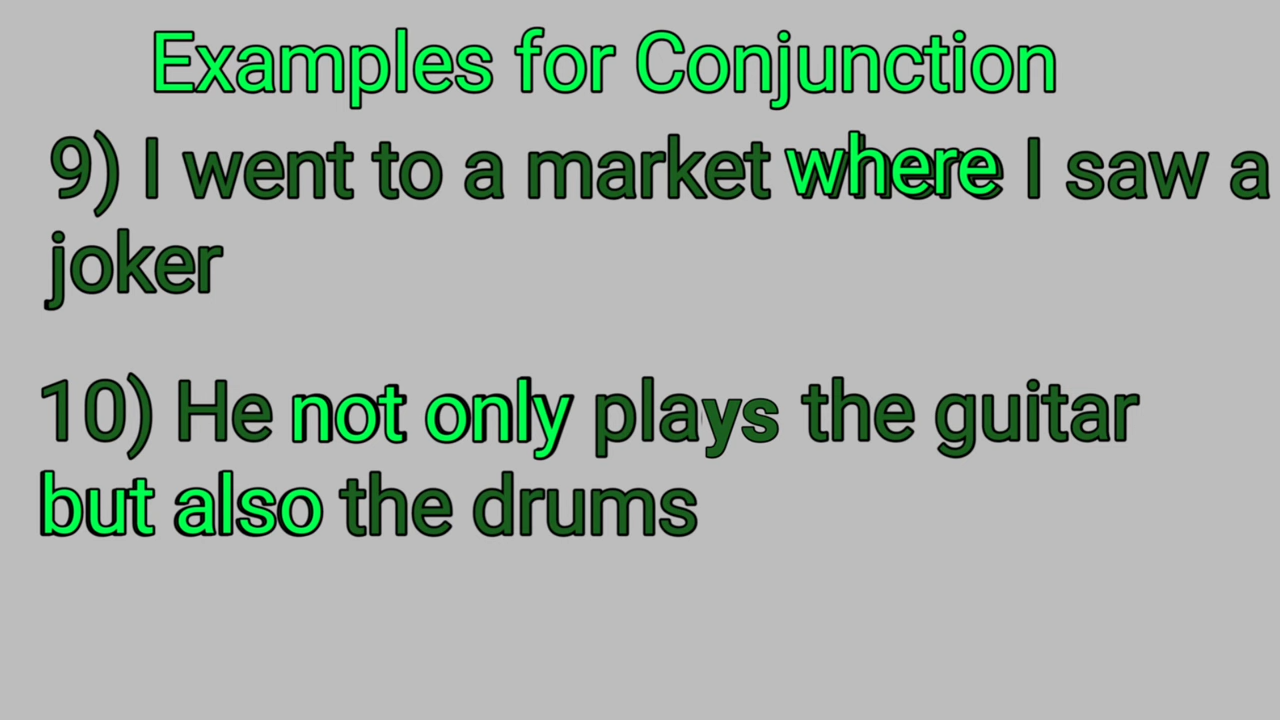 Examples for Conjunction
9) I went to a market where I saw a
joker
10) He not only plays the guitar
but also the drums